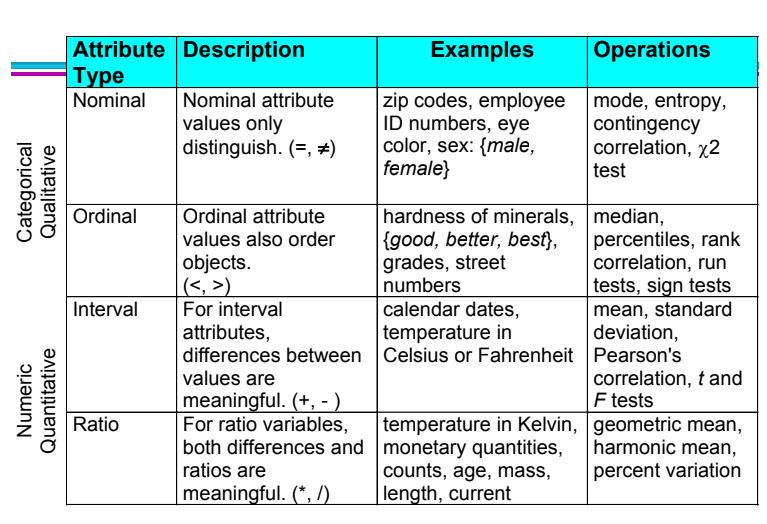 Attribute Type
Description
Examples
Operations
Categorical
Qualitative
Nominal
Nominal attribute
values only
distinguish. (=, ≠)
zip codes, employee
ID numbers, eye
color, sex: {male,
female}
mode, entropy,
contingency
correlation, χ2
test
Ordinal
Ordinal attribute
values also order
objects.
(<, >)
hardness of minerals,
{good, better, best},
grades, street
numbers
median,
percentiles, rank
correlation, run
tests, sign tests
Numeric
Quantitative
Interval
For interval
attributes,
differences between
values are
meaningful. (+, - )
calendar dates,
temperature in
Celsius or Fahrenheit
mean, standard
deviation,
Pearson's
correlation, t and
F tests
Ratio
For ratio variables,
both differences and
ratios are
meaningful. (*, /)
temperature in Kelvin,
monetary quantities,
counts, age, mass,
length, current
geometric mean,
harmonic mean,
percent variation